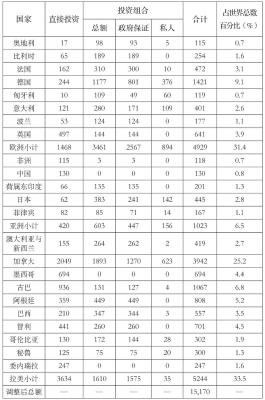 国家 直接投资 投资组合 合计 占世界总数百分比（%）
总额 政府保证 私人
奥地利 17 98 93 5 115 0.7
比利时 65 189 189 0 254 1.6
法国 162 310 300 10 472 3.1
德国 244 1177 801 376 1421 9.1
匈牙利 10 109 49 60 119 0.7
意大利 121 280 171 109 401 2.6
波兰 53 124 124 0 177 1.1
英国 497 144 144 0 641 3.9
欧洲小计 1468 3461 2567 894 4929 31.4
非洲 115 3 3 0 118 0.7
中国 130 0 0 0 130 0.8
荷属东印度 66 135 135 0 201 1.3
日本 62 383 241 142 445 2.8
菲律宾 82 85 71 14 167 1.1
亚洲小计 420 603 447 156 1023 6.5
澳大利亚与新西兰 155 264 262 2 419 2.7
加拿大 2049 1893 1270 623 3942 25.2
墨西哥 694 0 0 0 694 4.4
古巴 936 131 127 4 1067 6.8
阿根廷 359 449 449 0 808 5.2
巴西 210 347 344 3 557 3.5
智利 441 260 260 0 701 4.5
哥伦比亚 130 172 144 28 302 1.9
秘鲁 125 75 75 20 300 1.3
委内瑞拉 247 0 0 0 247 1.6
拉美小计 3634 1610 1575 35 5244 33.5
调整后总额 — — — — 15,170 —